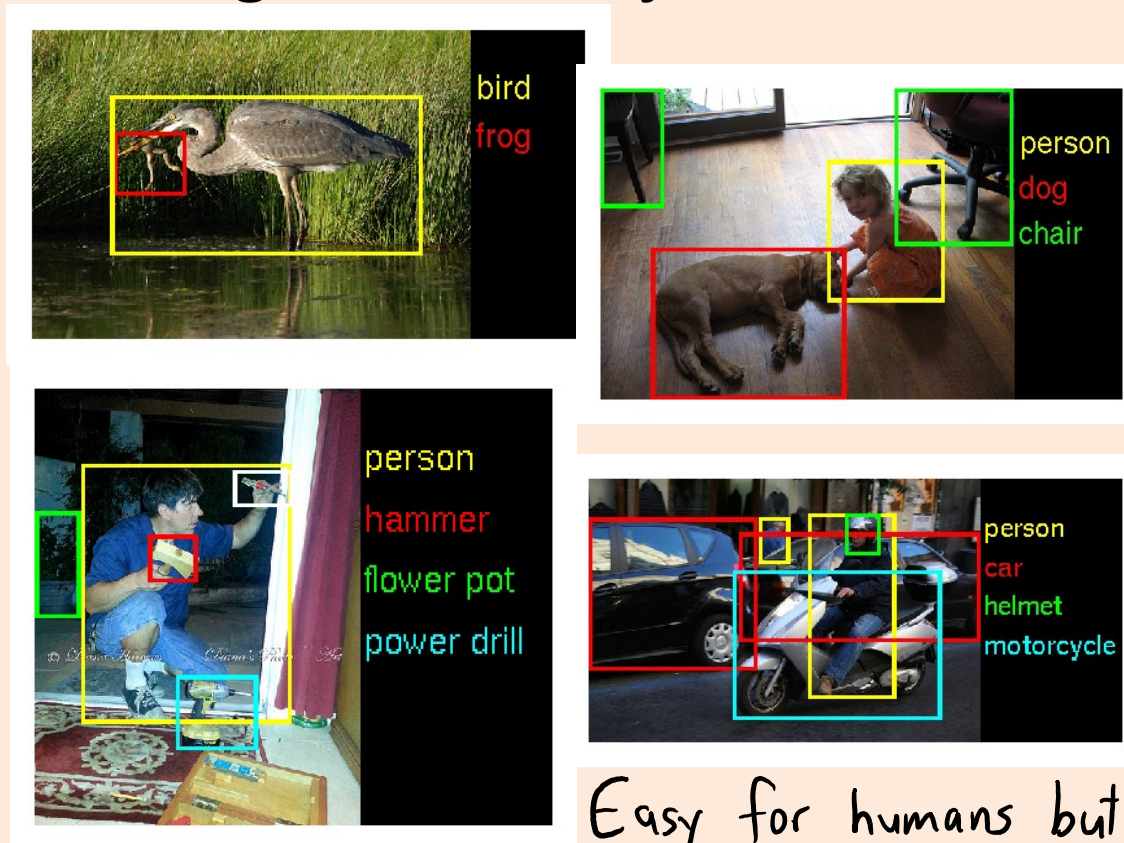 bird
frog
person
dog
chair
person
hammer
flower pot
power drill
person
car
helmet
motorcycle
Easy for humans but